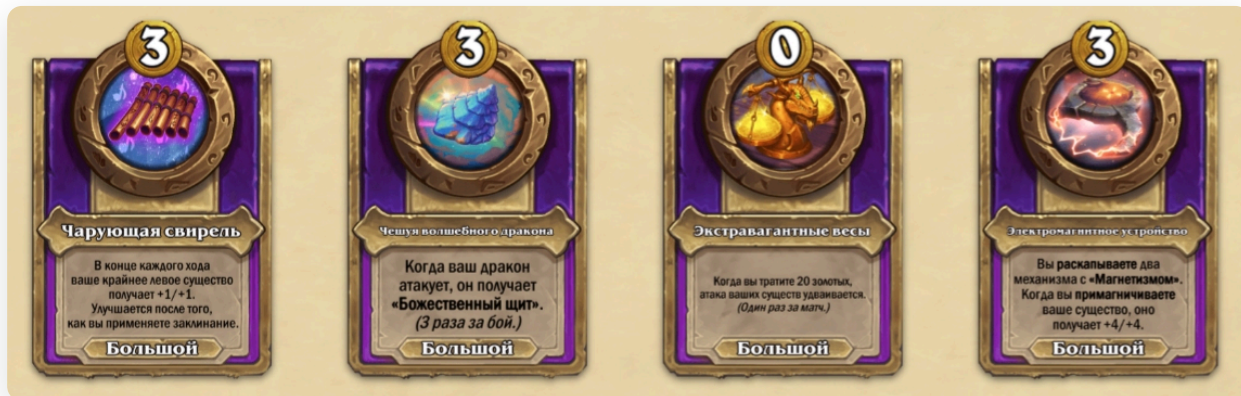 3
Чарующая свирель
В конце каждого хода
ваше крайнее левое существо
получает +1/+1.
Улучшается после того,
как вы применяете заклинание.
Большой
3
Чешуя волшебного дракона
Когда ваш дракон
атакует, он получает
«Божественный щит».
(3 раза за бой.)
Большой
0
Экстравагантные весы
Когда вы тратите 20 золотых,
атака ваших существ удваивается.
(Один раз за матч.)
Большой
3
Электромагнитное устройство
Вы раскапываете два
механизма с «Магнетизмом».
Когда вы примагничиваете
ваше существо, оно
получает +4/+4.
Большой